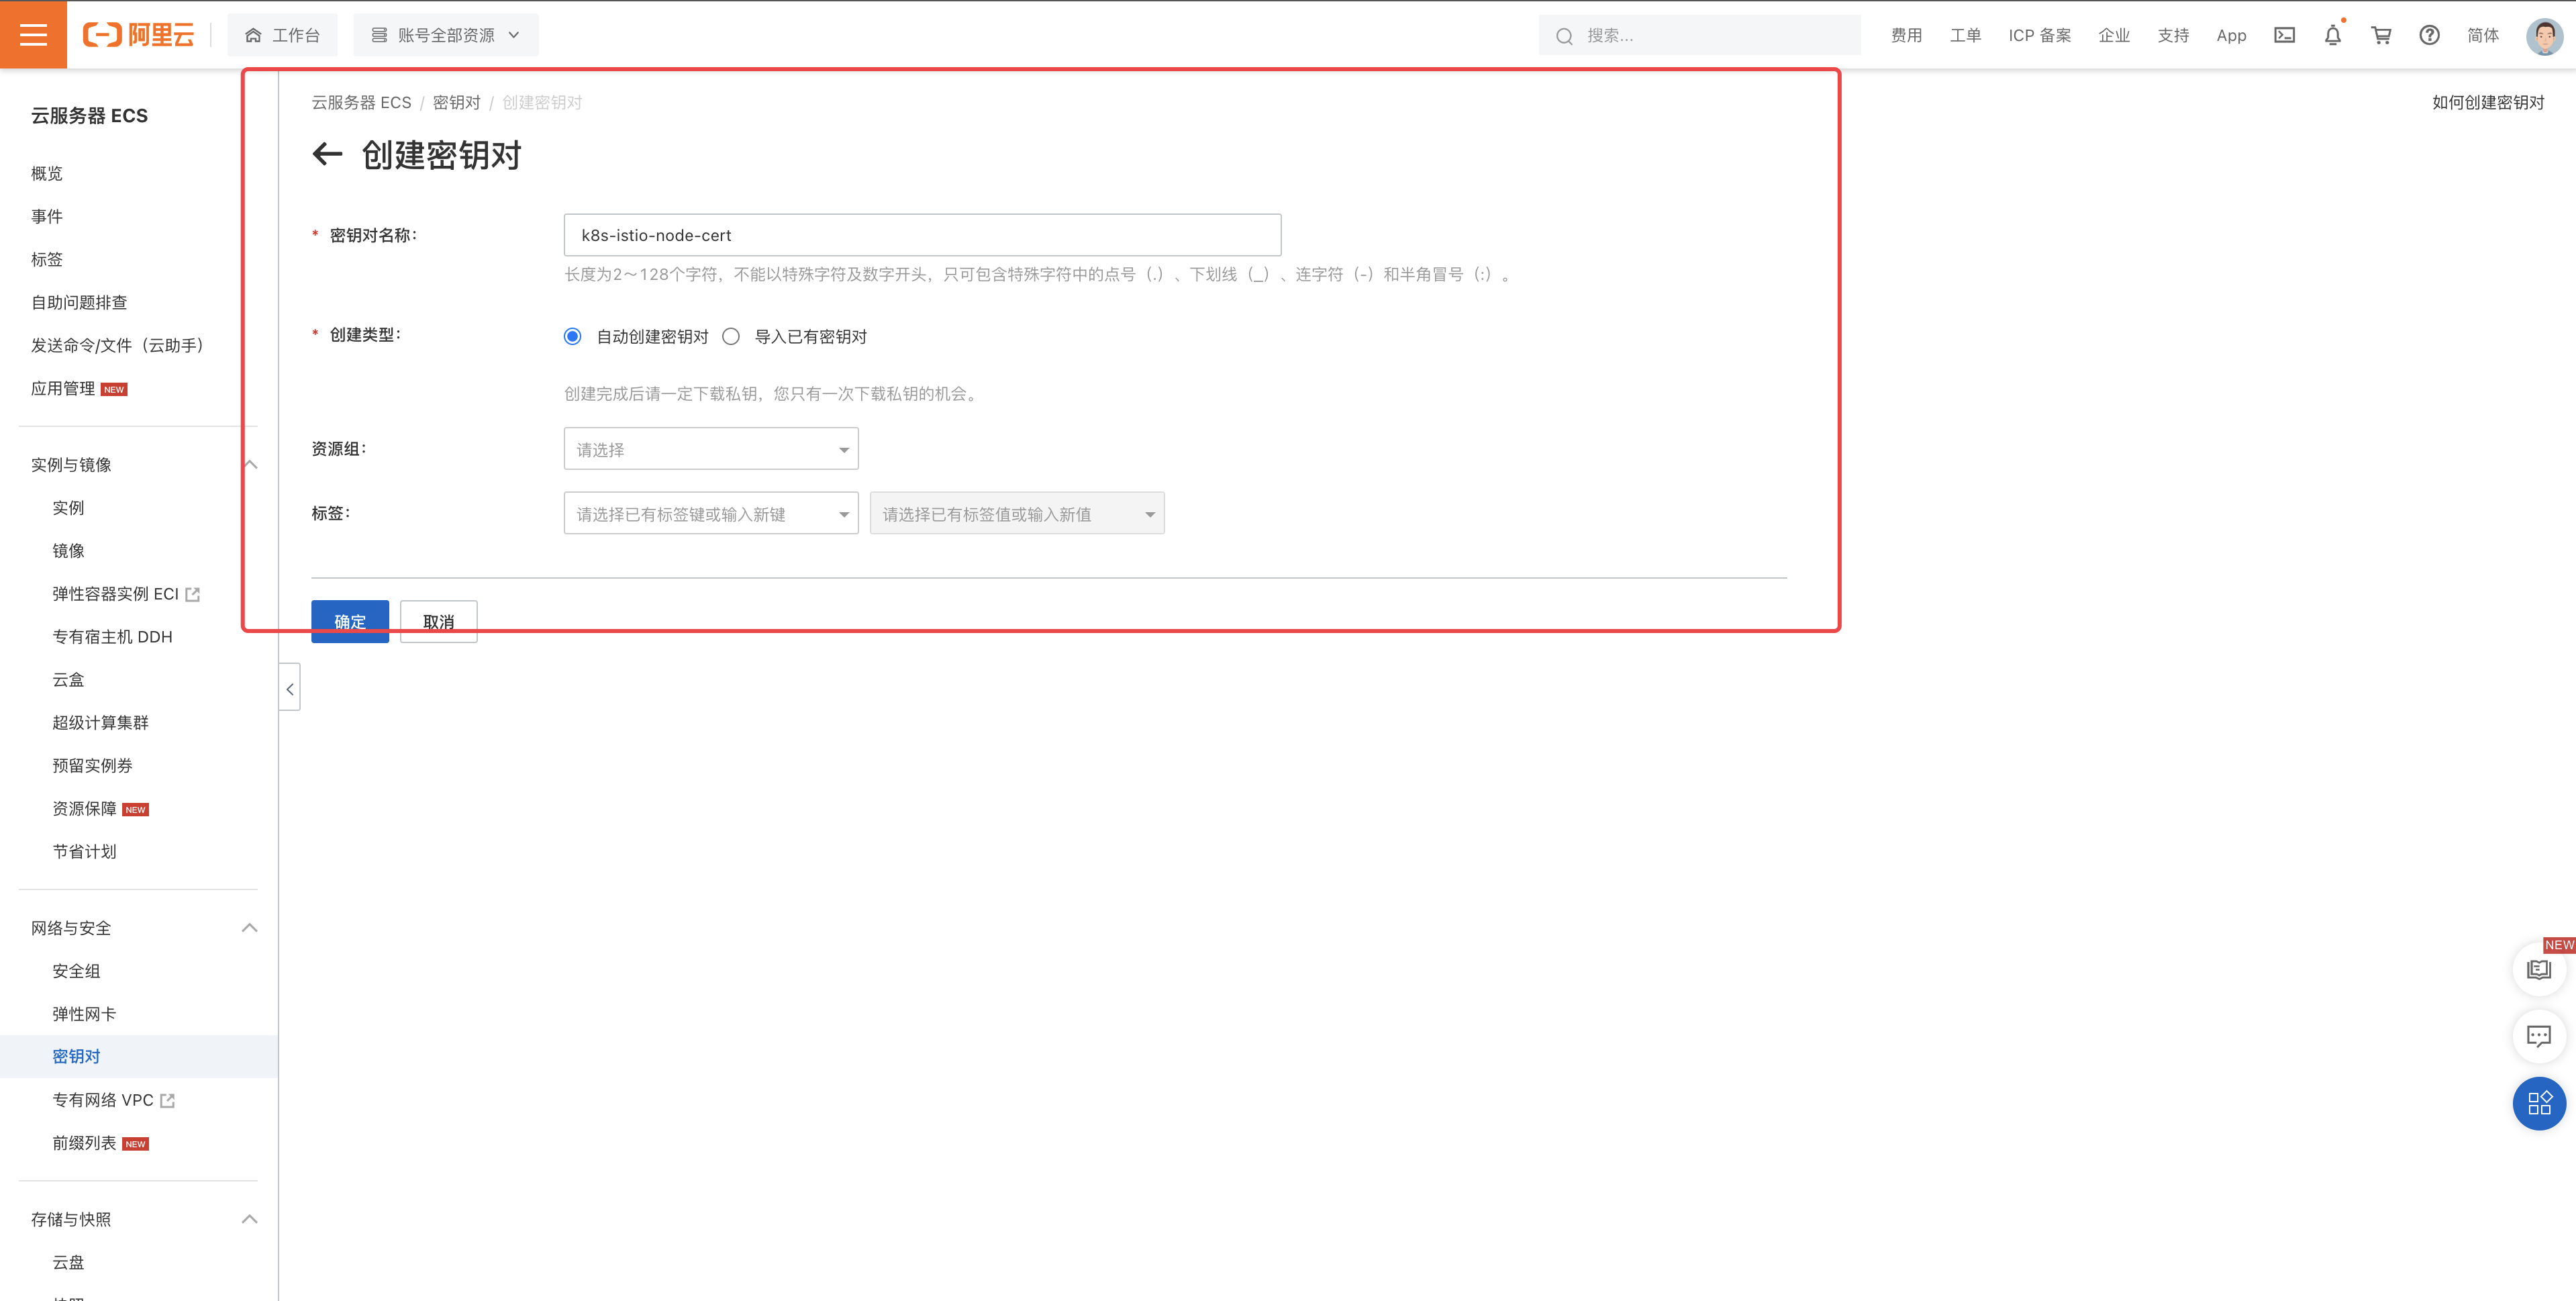 阿里云
工作台
账号全部资源
搜索...
费用
工单
ICP 备案
企业
支持
App
简体
云服务器 ECS
概览
事件
标签
自助问题排查
发送命令/文件（云助手）
应用管理 NEW
实例与镜像
实例
镜像
弹性容器实例 ECI
专有宿主机 DDH
云盒
超级计算集群
预留实例券
资源保障 NEW
节省计划
网络与安全
安全组
弹性网卡
密钥对
专有网络 VPC
前缀列表 NEW
存储与快照
云盘
云服务器 ECS / 密钥对 / 创建密钥对
如何创建密钥对
创建密钥对
* 密钥对名称：
k8s-istio-node-cert
长度为2～128个字符，不能以特殊字符及数字开头，只可包含特殊字符中的点号（.）、下划线（_）、连字符（-）和半角冒号（:）。
* 创建类型：
自动创建密钥对
导入已有密钥对
创建完成后请一定下载私钥，您只有一次下载私钥的机会。
资源组：
请选择
标签：
请选择已有标签键或输入新键
请选择已有标签值或输入新值
确定
取消
NEW